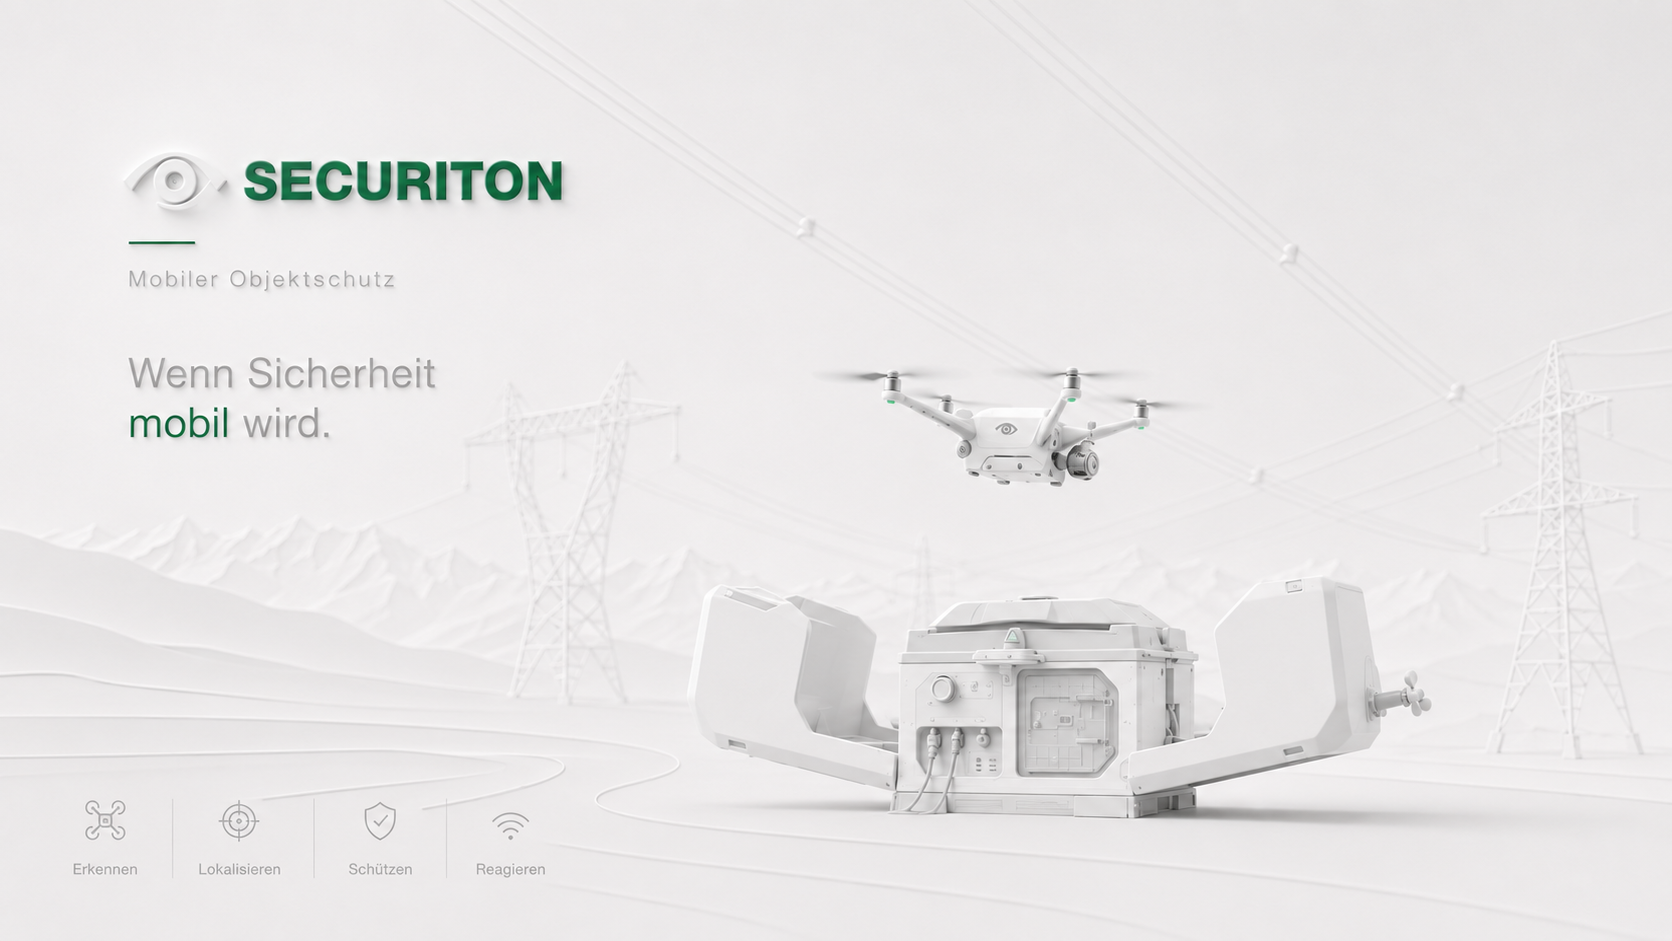 SECURITON
Mobiler Objektschutz
Wenn Sicherheit
mobil wird.
Erkennen
Lokalisieren
Schützen
Reagieren